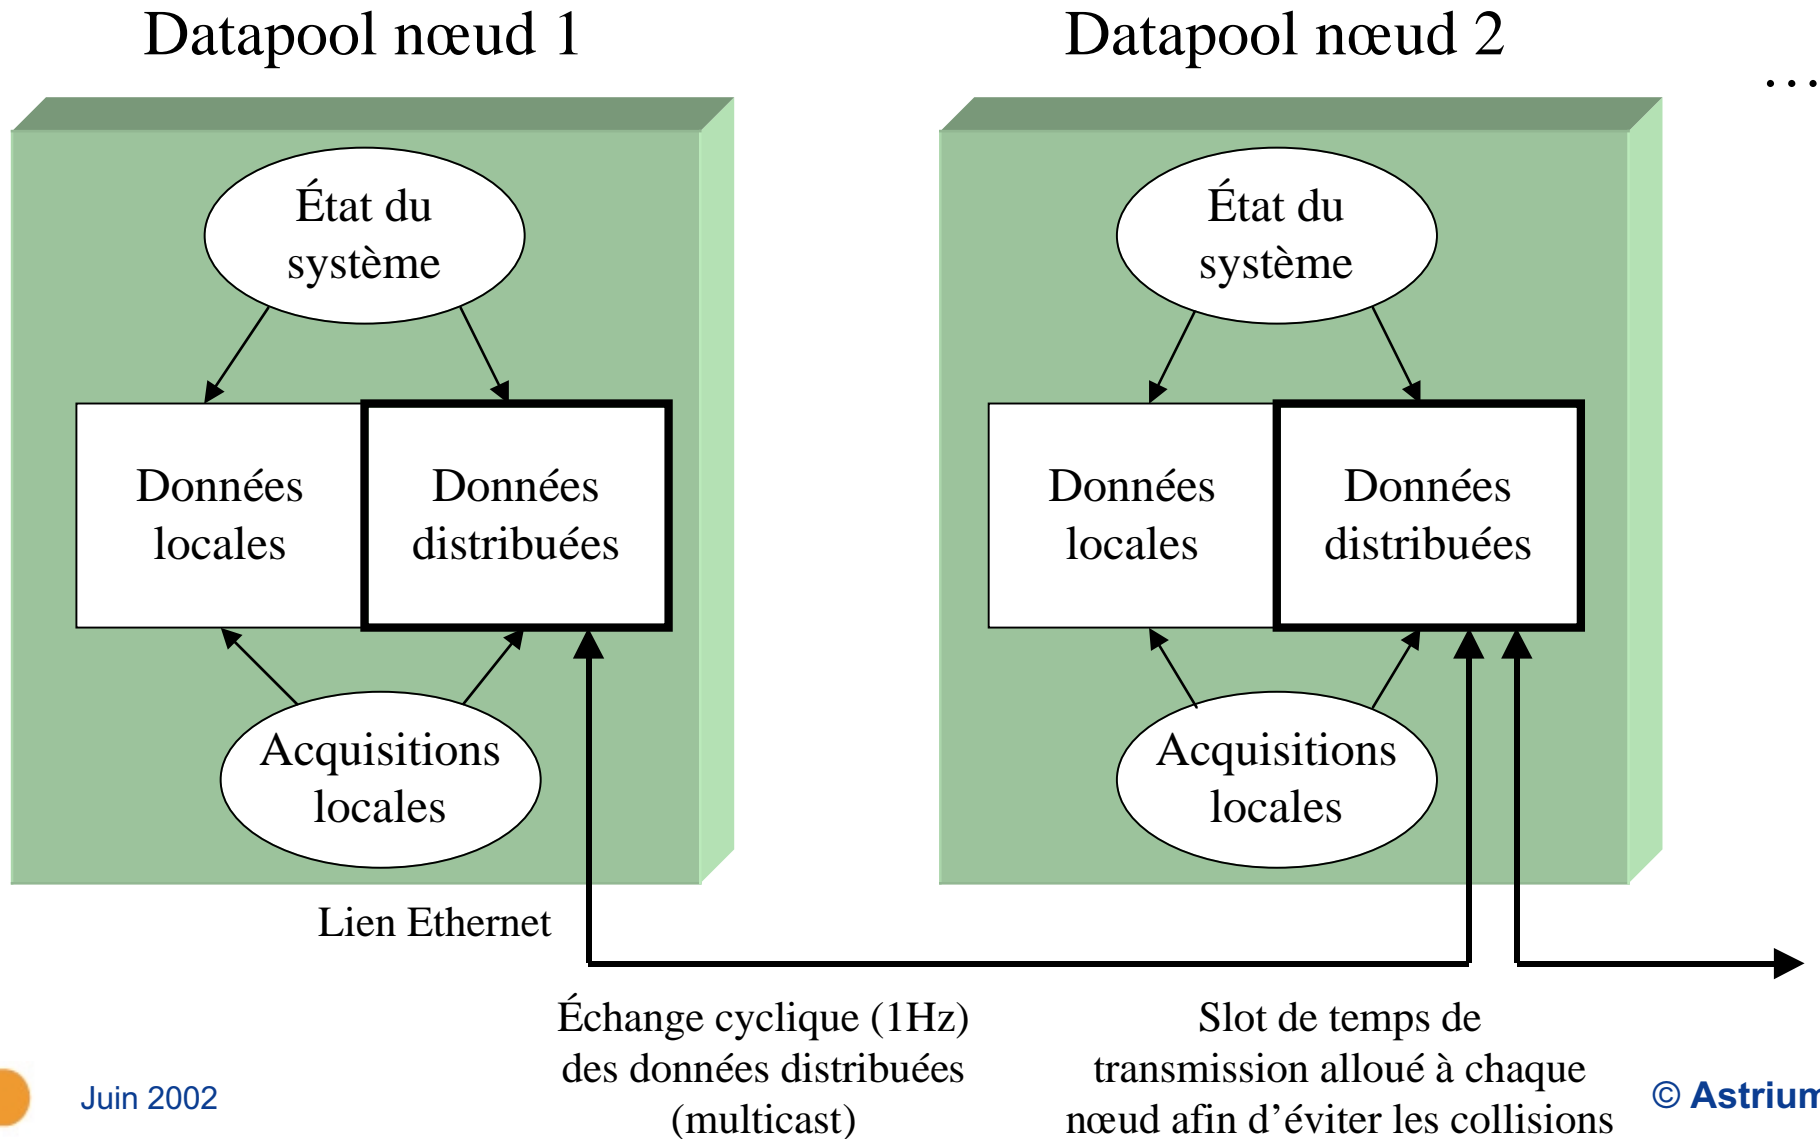 Datapool nœud 1
Datapool nœud 2
…
État du
système
Données
locales
Données
distribuées
Acquisitions
locales
État du
système
Données
locales
Données
distribuées
Acquisitions
locales
Lien Ethernet
Échange cyclique (1Hz)
des données distribuées
(multicast)
Slot de temps de
transmission alloué à chaque
nœud afin d’éviter les collisions
Juin 2002
© Astrium